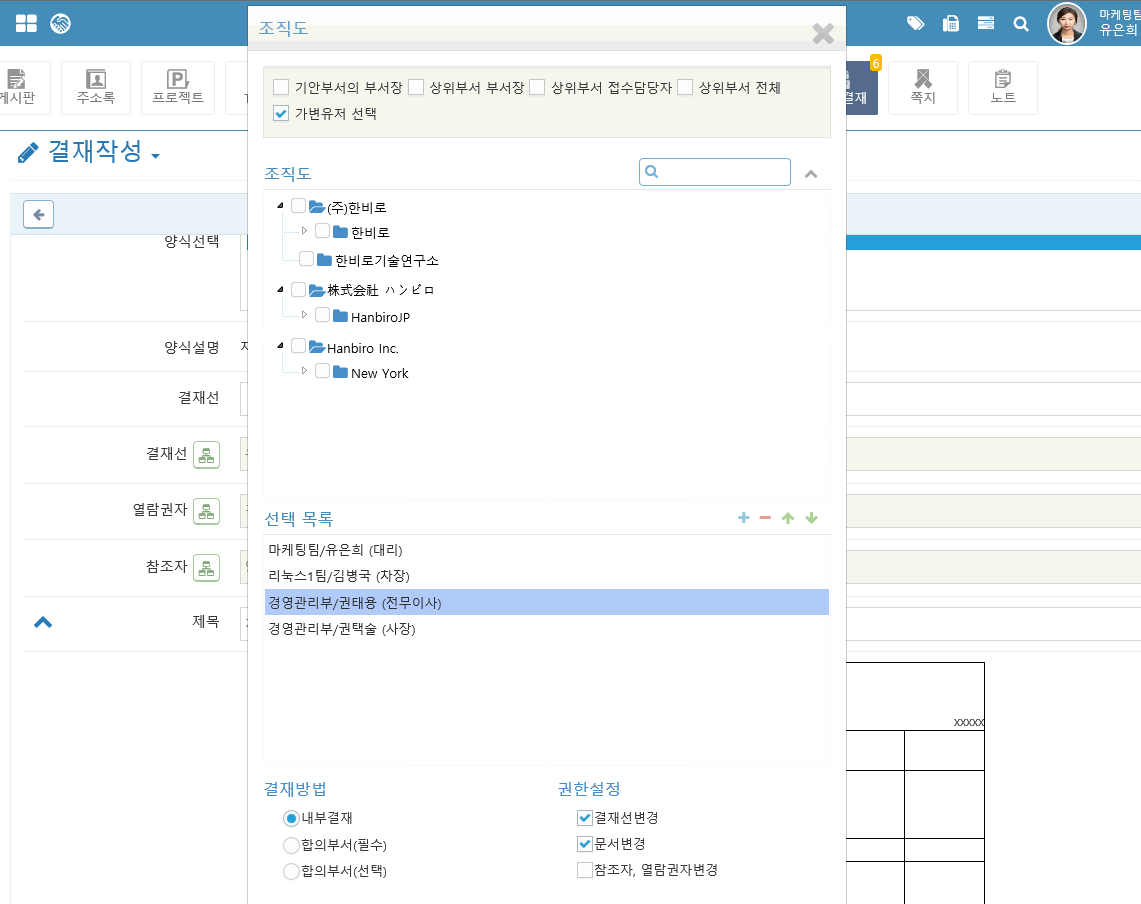 조직도
마케팅팀
유은희
게시판
주소록
프로젝트
결재
6
쪽지
노트
기안부서의 부서장 상위부서 부서장 상위부서 접수담당자 상위부서 전체
가변유저 선택
결재작성
조직도
(주)한비로
한비로
한비로기술연구소
株式会社 ハンビロ
HanbiroJP
Hanbiro Inc.
New York
양식선택
양식설명
결재선
결재선
열람권자
참조자
제목
선택 목록
마케팅팀/유은희 (대리)
리눅스1팀/김병국 (차장)
경영관리부/권태용 (전무이사)
경영관리부/권택술 (사장)
XXXXX
결재방법
내부결재
합의부서(필수)
합의부서(선택)
권한설정
결재선변경
문서변경
참조자, 열람권자변경